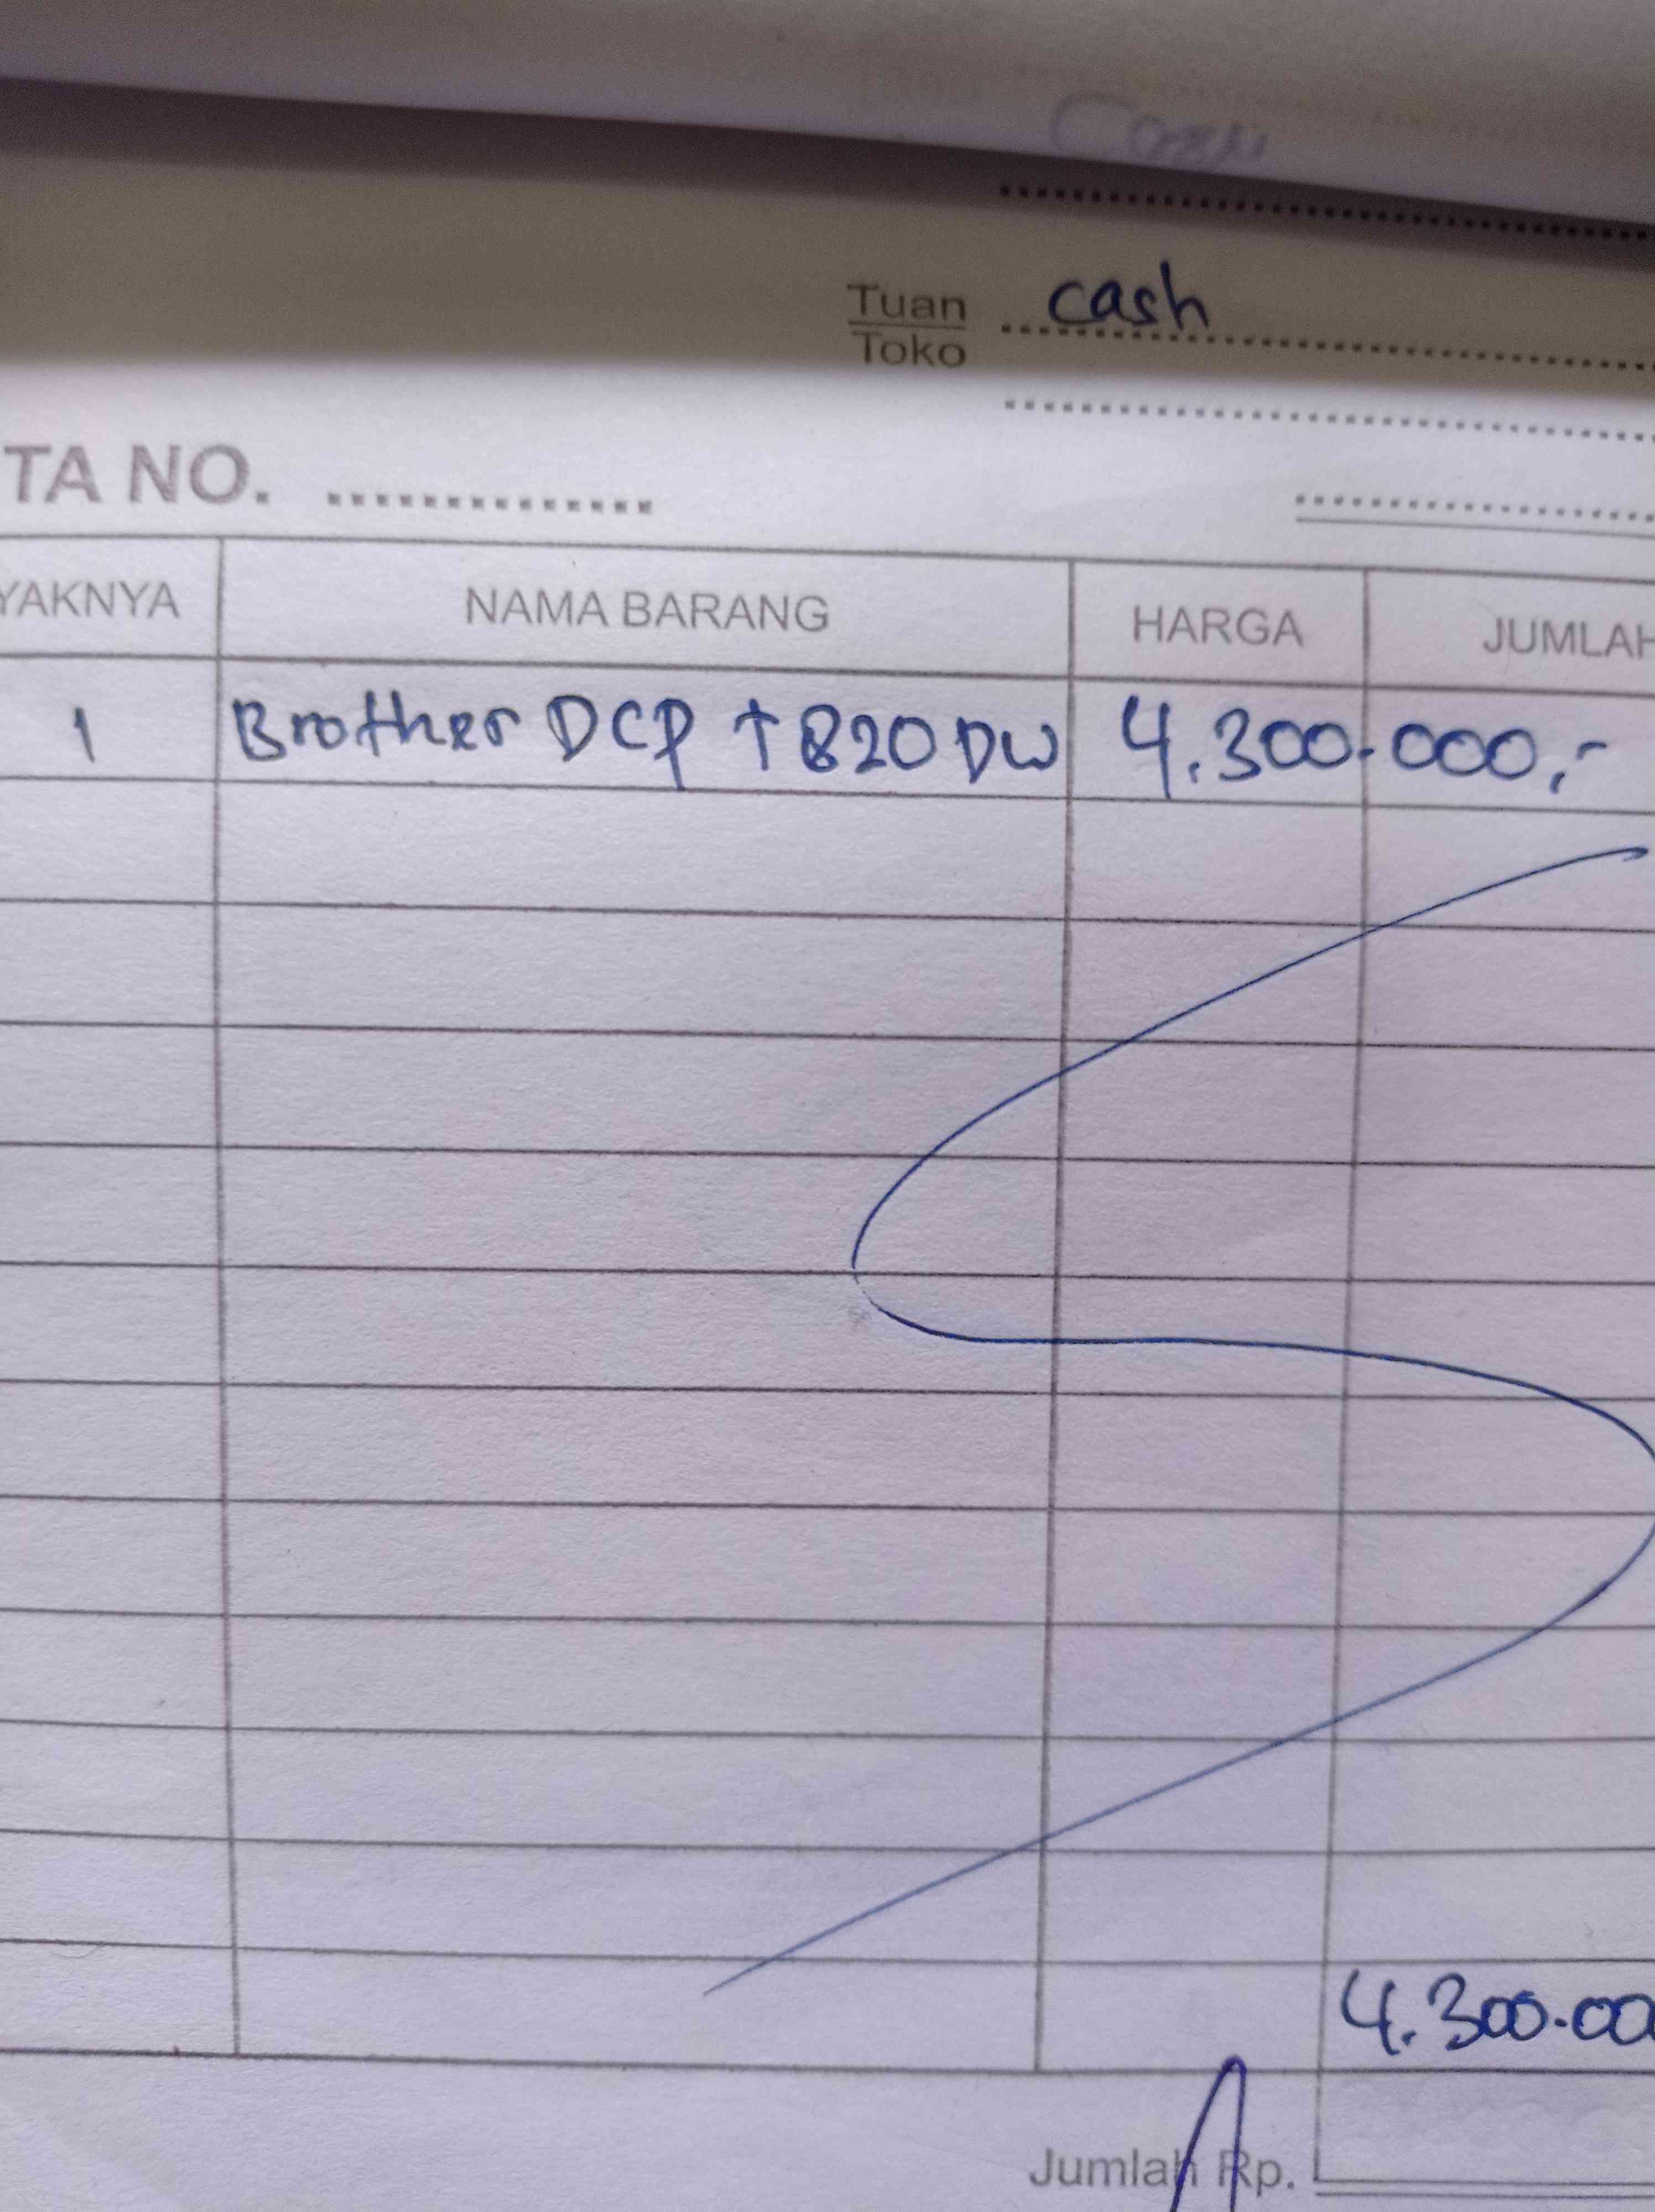 cash
Tuan
Toko
TA NO. ..............
YAKNYA NAMA BARANG HARGA JUMLAH
1 Brother DCP T820DW 4.300.000,-
4.300.00
Jumlah Rp.